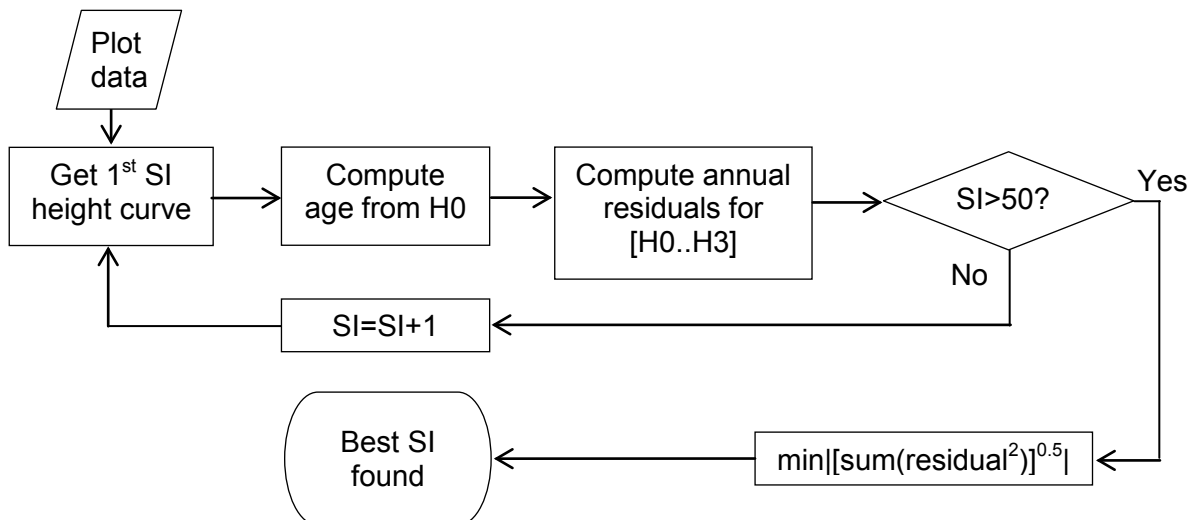 Plot
data
Get 1st SI
height curve
Compute
age from H0
Compute annual
residuals for
[H0..H3]
SI>50?
Yes
No
SI=SI+1
Best SI
found
min|[sum(residual²)]⁰·⁵|